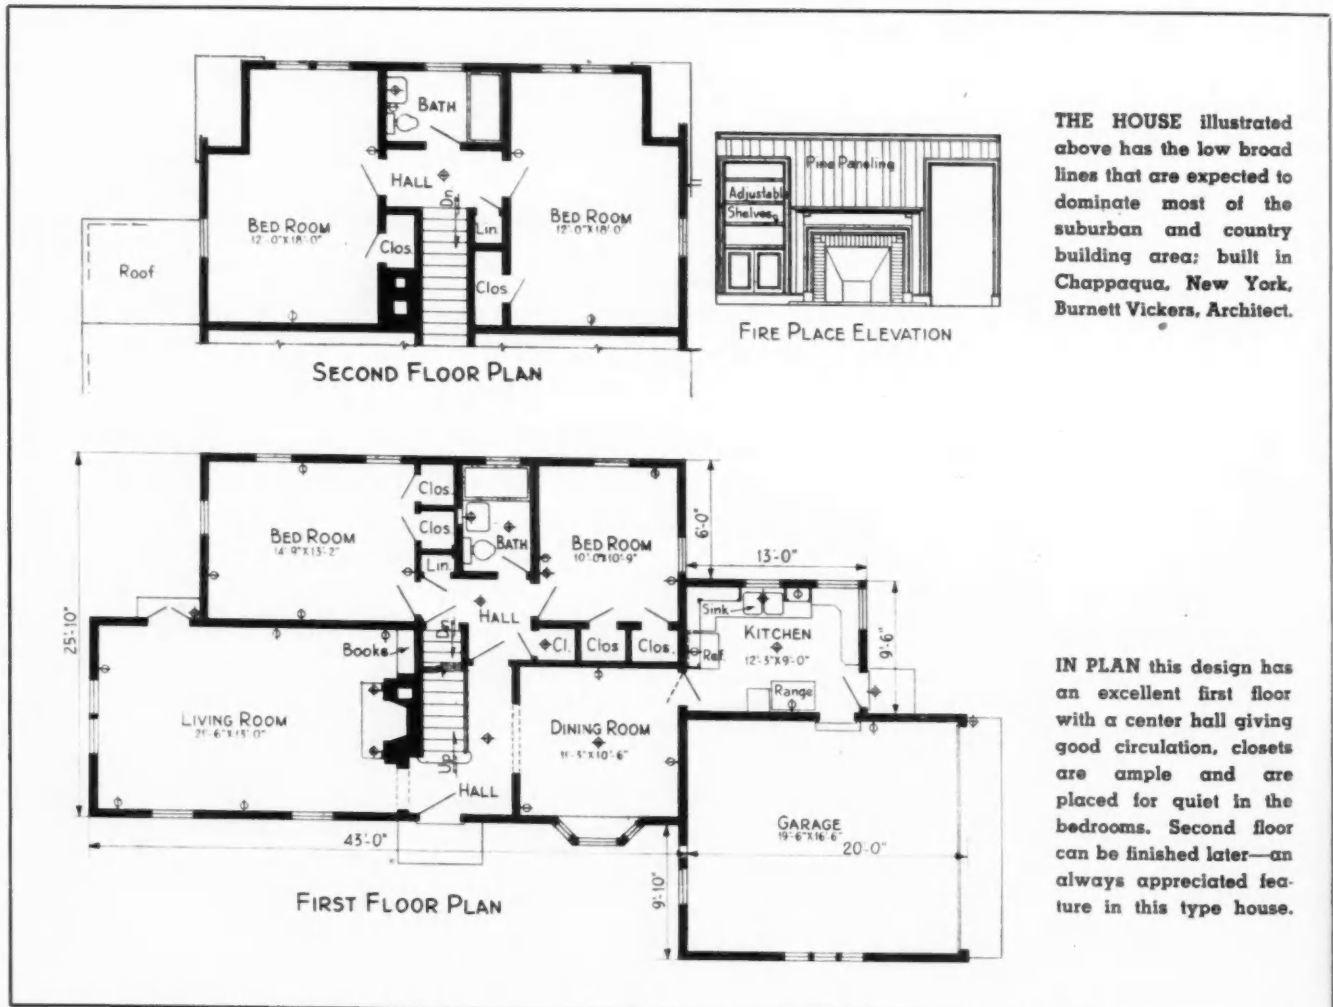 BATH
HALL
Dn.
BED ROOM
12'-0"X18'-0"
BED ROOM
12'-0"X18'-0"
Clos.
Lin.
Clos.
Roof
SECOND FLOOR PLAN
Pine Paneling
Adjustable
Shelves
FIRE PLACE ELEVATION
THE HOUSE illustrated
above has the low broad
lines that are expected to
dominate most of the
suburban and country
building area; built in
Chappaqua, New York,
Burnett Vickers, Architect.
25'-10"
BED ROOM
14'-9"X13'-2"
Clos.
Clos.
Lin.
BATH
BED ROOM
10'-0"X10'-9"
6'-0"
13'-0"
HALL
Dn.
Books
Cl.
Clos
Clos.
Sink
KITCHEN
12'-3"X9'-0"
Ref.
Range
9'-6"
LIVING ROOM
21'-6"X13'-0"
Up
HALL
DINING ROOM
11'-3"X10'-6"
GARAGE
19'-6"X16'-6"
43'-0"
20'-0"
9'-10"
FIRST FLOOR PLAN
IN PLAN this design has
an excellent first floor
with a center hall giving
good circulation, closets
are ample and are
placed for quiet in the
bedrooms. Second floor
can be finished later—an
always appreciated fea-
ture in this type house.